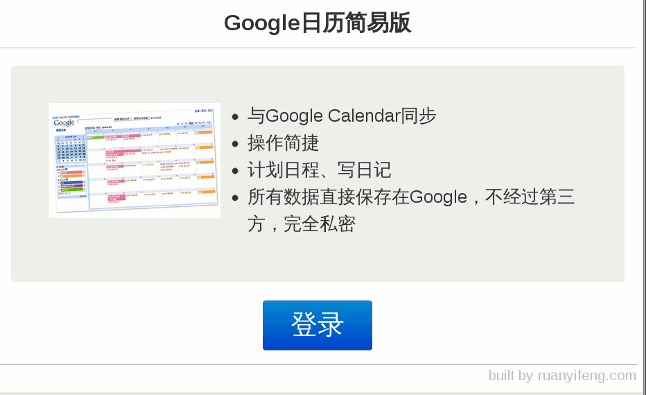 Google日历简易版
Google
与Google Calendar同步
操作简捷
计划日程、写日记
所有数据直接保存在Google，不经过第三
方，完全私密
登录
built by ruanyifeng.com